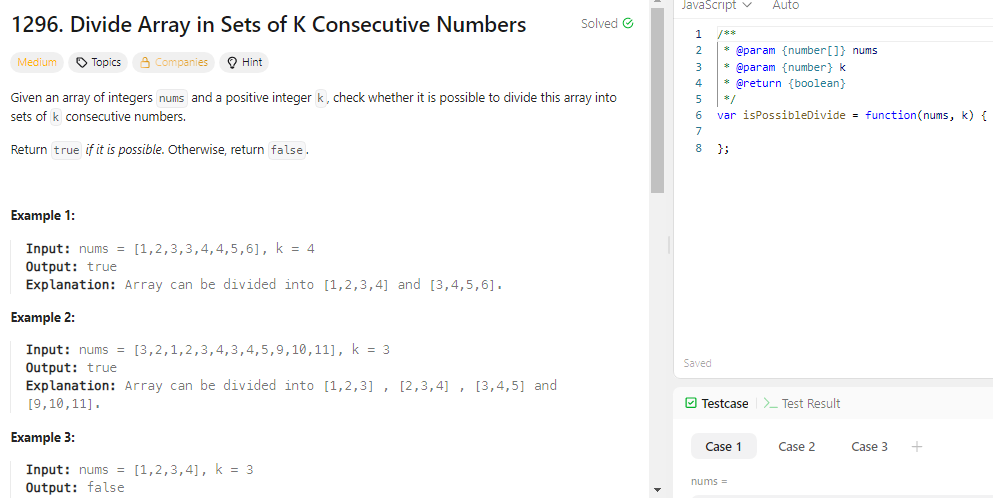 1296. Divide Array in Sets of K Consecutive Numbers
Solved
Medium Topics Companies Hint
Given an array of integers nums and a positive integer k, check whether it is possible to divide this array into
sets of k consecutive numbers.
Return true if it is possible. Otherwise, return false.
Example 1:
Input: nums = [1,2,3,3,4,4,5,6], k = 4
Output: true
Explanation: Array can be divided into [1,2,3,4] and [3,4,5,6].
Example 2:
Input: nums = [3,2,1,2,3,4,3,4,5,9,10,11], k = 3
Output: true
Explanation: Array can be divided into [1,2,3] , [2,3,4] , [3,4,5] and
[9,10,11].
Example 3:
Input: nums = [1,2,3,4], k = 3
Output: false
JavaScript Auto
1 /**
2 * @param {number[]} nums
3 * @param {number} k
4 * @return {boolean}
5 */
6 var isPossibleDivide = function(nums, k) {
7
8 };
Saved
Testcase >_ Test Result
Case 1 Case 2 Case 3 +
nums =